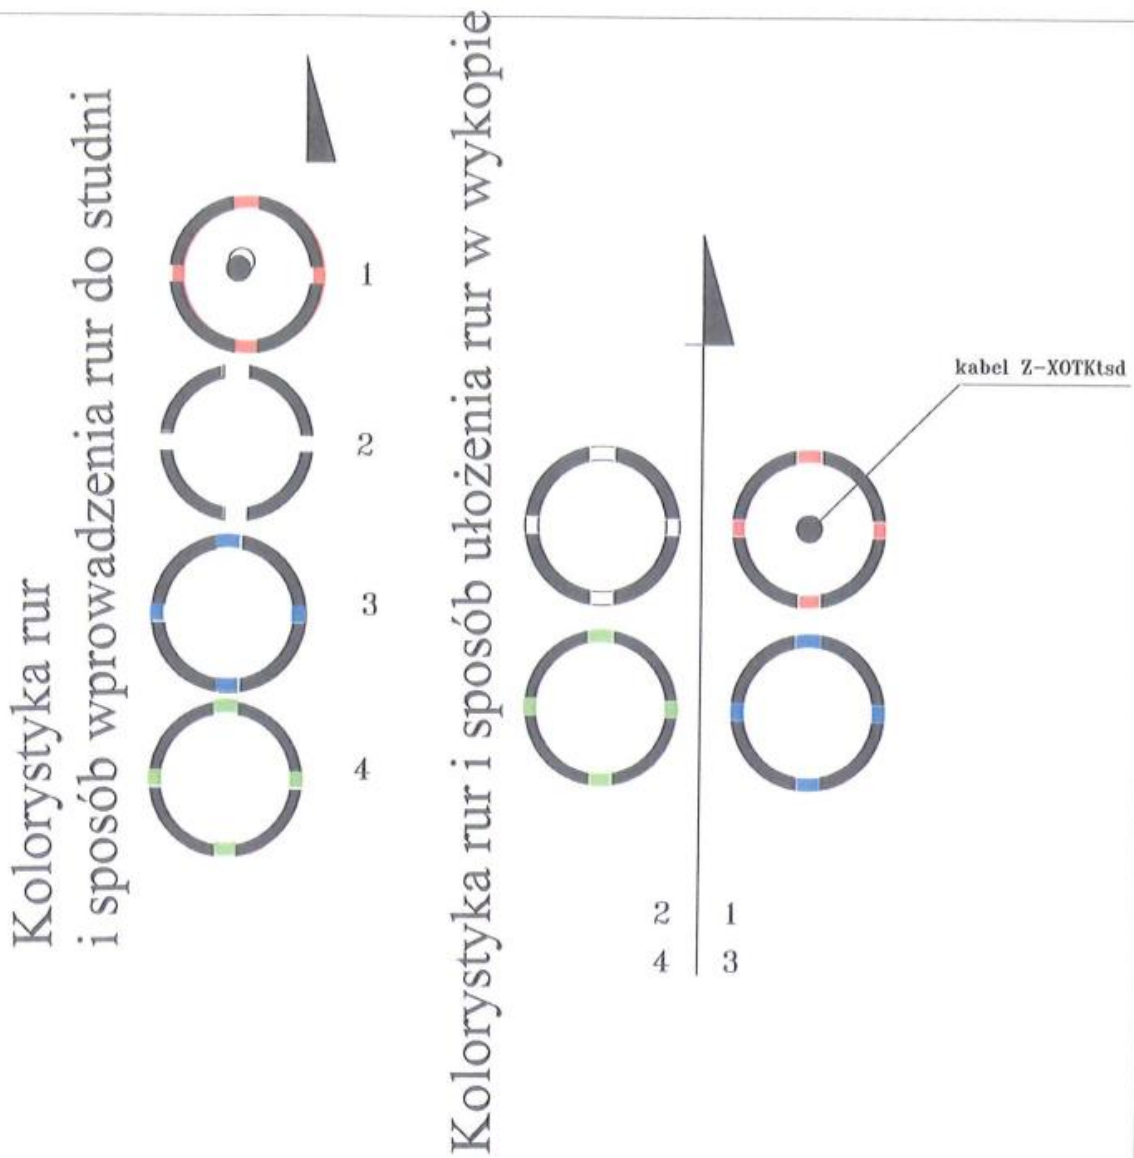 Kolorystyka rur
i sposób wprowadzenia rur do studni
1
2
3
4
Kolorystyka rur i sposób ułożenia rur w wykopie
kabel Z-XOTKtsd
2 1
4 3